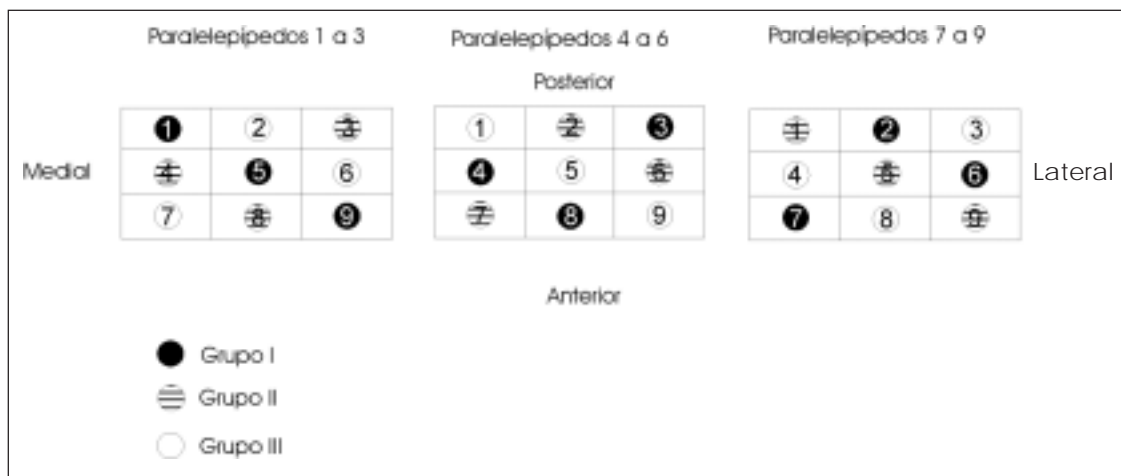 Paralelepípedos 1 a 3 Paralelepípedos 4 a 6 Paralelepípedos 7 a 9
Posterior
1 2 3 1 2 3 1 2 3
Medial 4 5 6 4 5 6 4 5 6 Lateral
7 8 9 7 8 9 7 8 9
Anterior
Grupo I
Grupo II
Grupo III